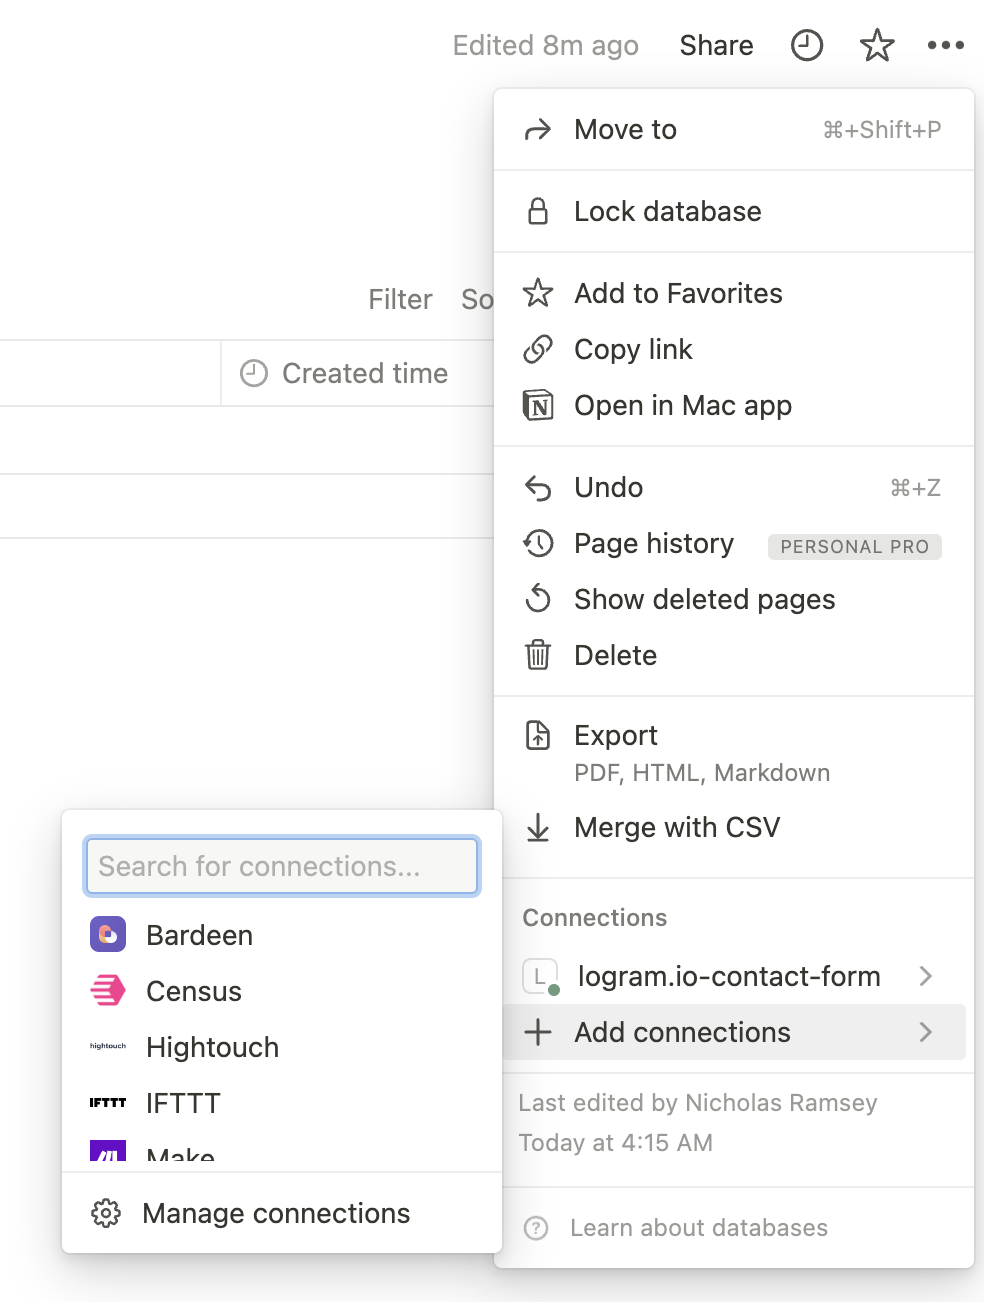 Edited 8m ago Share
Move to ⌘+Shift+P
Lock database
Add to Favorites
Copy link
Open in Mac app
Filter So
Created time
Undo ⌘+Z
Page history PERSONAL PRO
Show deleted pages
Delete
Export
PDF, HTML, Markdown
Merge with CSV
Connections
L logram.io-contact-form
Add connections
Last edited by Nicholas Ramsey
Today at 4:15 AM
? Learn about databases
Search for connections...
Bardeen
Census
hightouch Hightouch
IFTTT IFTTT
Make
Manage connections